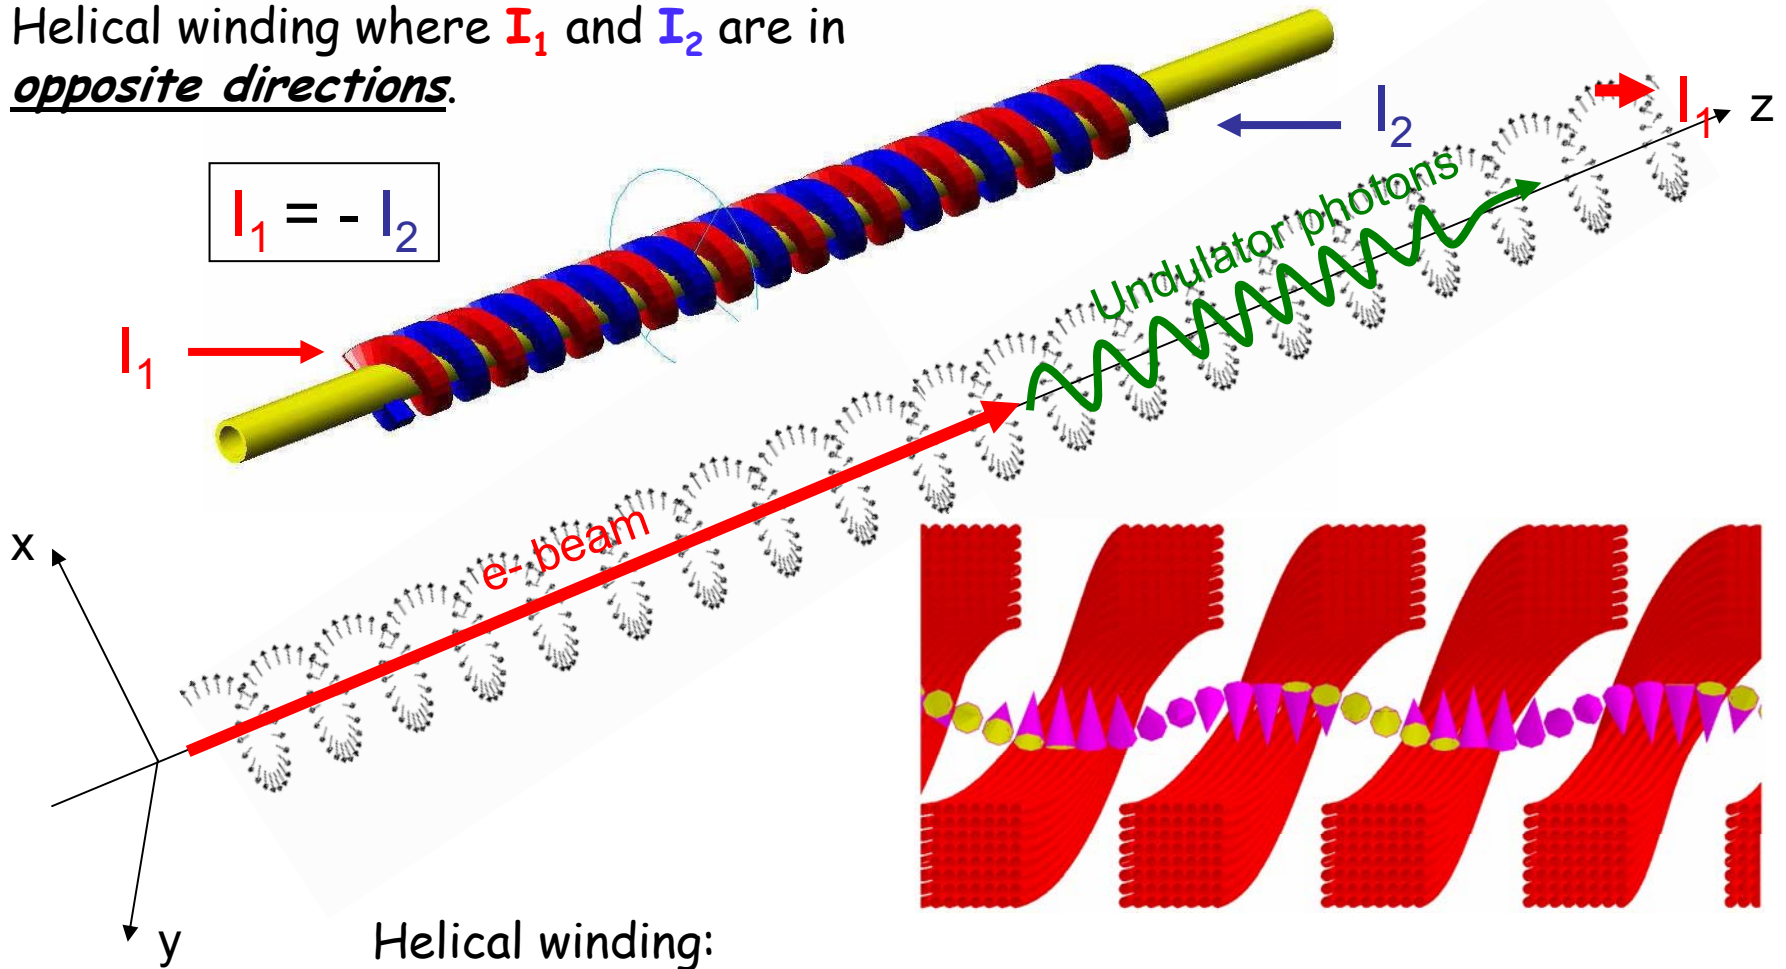 Helical winding where I₁ and I₂ are in
opposite directions.
I₁ = - I₂
I₁
I₂
I₁
z
Undulator photons
e- beam
x
y
Helical winding: